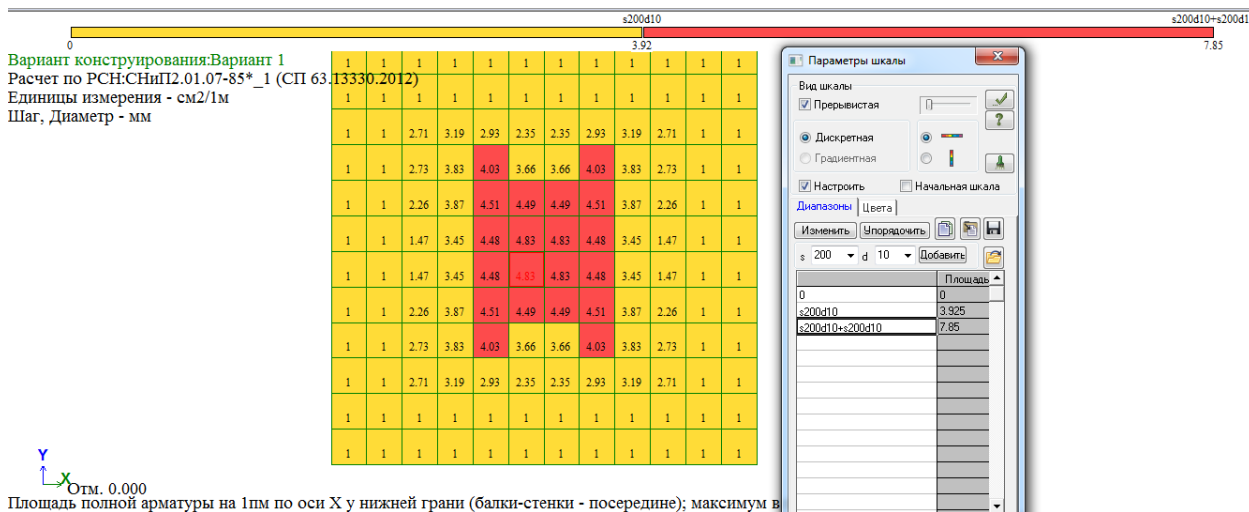 s200d10
s200d10+s200d1
0
3.92
7.85
Вариант конструирования:Вариант 1
Расчет по РСН:СНиП2.01.07-85*_1 (СП 63.13330.2012)
Единицы измерения - см2/1м
Шаг, Диаметр - мм
1 1 1 1 1 1 1 1 1 1 1 1
1 1 1 1 1 1 1 1 1 1 1 1
1 1 2.71 3.19 2.93 2.35 2.35 2.93 3.19 2.71 1 1
1 1 2.73 3.83 4.03 3.66 3.66 4.03 3.83 2.73 1 1
1 1 2.26 3.87 4.51 4.49 4.49 4.51 3.87 2.26 1 1
1 1 1.47 3.45 4.48 4.83 4.83 4.48 3.45 1.47 1 1
1 1 1.47 3.45 4.48 4.83 4.83 4.48 3.45 1.47 1 1
1 1 2.26 3.87 4.51 4.49 4.49 4.51 3.87 2.26 1 1
1 1 2.73 3.83 4.03 3.66 3.66 4.03 3.83 2.73 1 1
1 1 2.71 3.19 2.93 2.35 2.35 2.93 3.19 2.71 1 1
1 1 1 1 1 1 1 1 1 1 1 1
1 1 1 1 1 1 1 1 1 1 1 1
Y
X
Отм. 0.000
Площадь полной арматуры на 1пм по оси X у нижней грани (балки-стенки - посередине); максимум в
Параметры шкалы
Вид шкалы
Прерывистая
?
Дискретная
Градиентная
Настроить Начальная шкала
Диапазоны Цвета
Изменить Упорядочить
s 200 d 10 Добавить
Площадь
0 0
s200d10 3.925
s200d10+s200d10 7.85